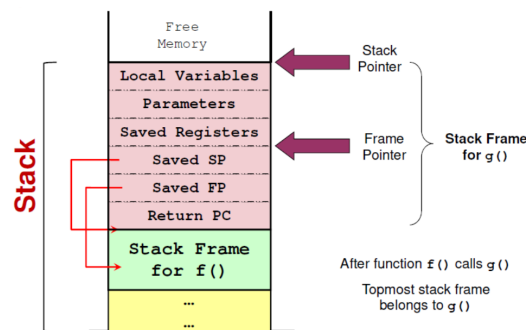 Free
Memory
Local Variables
Parameters
Saved Registers
Saved SP
Saved FP
Return PC
Stack Frame
for f()
…
…
Stack
Stack
Pointer
Frame
Pointer
Stack Frame
for g()
After function f() calls g()
Topmost stack frame
belongs to g()